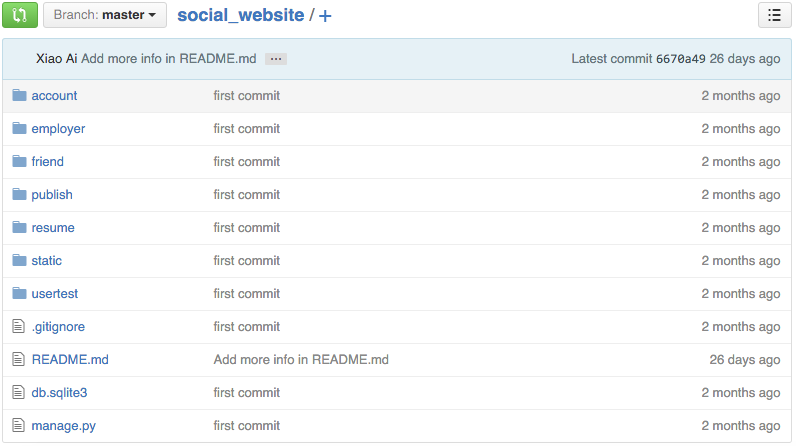 Branch: master social_website / +
Xiao Ai Add more info in README.md ... Latest commit 6670a49 26 days ago
account first commit 2 months ago
employer first commit 2 months ago
friend first commit 2 months ago
publish first commit 2 months ago
resume first commit 2 months ago
static first commit 2 months ago
usertest first commit 2 months ago
.gitignore first commit 2 months ago
README.md Add more info in README.md 26 days ago
db.sqlite3 first commit 2 months ago
manage.py first commit 2 months ago